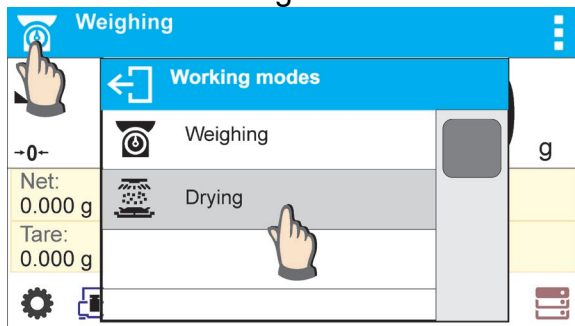 Weighing
Working modes
Weighing
→0←
g
Drying
Net:
0.000 g
Tare:
0.000 g